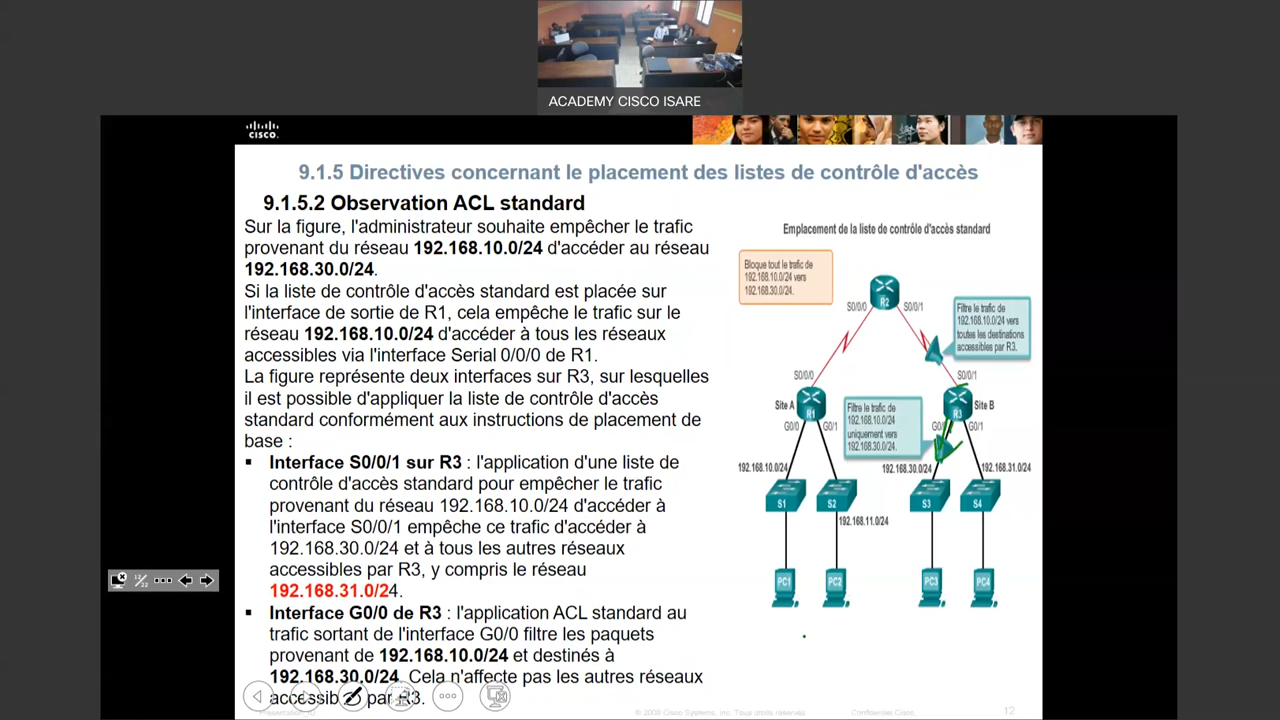 ACADEMY CISCO ISARE
CISCO
9.1.5 Directives concernant le placement des listes de contrôle d'accès
9.1.5.2 Observation ACL standard
Sur la figure, l'administrateur souhaite empêcher le trafic
provenant du réseau 192.168.10.0/24 d'accéder au réseau
192.168.30.0/24.
Si la liste de contrôle d'accès standard est placée sur
l'interface de sortie de R1, cela empêche le trafic sur le
réseau 192.168.10.0/24 d'accéder à tous les réseaux
accessibles via l'interface Serial 0/0/0 de R1.
La figure représente deux interfaces sur R3, sur lesquelles
il est possible d'appliquer la liste de contrôle d'accès
standard conformément aux instructions de placement de
base :
▪ Interface S0/0/1 sur R3 : l'application d'une liste de
contrôle d'accès standard pour empêcher le trafic
provenant du réseau 192.168.10.0/24 d'accéder à
l'interface S0/0/1 empêche ce trafic d'accéder à
192.168.30.0/24 et à tous les autres réseaux
accessibles par R3, y compris le réseau
192.168.31.0/24.
▪ Interface G0/0 de R3 : l'application ACL standard au
trafic sortant de l'interface G0/0 filtre les paquets
provenant de 192.168.10.0/24 et destinés à
192.168.30.0/24. Cela n'affecte pas les autres réseaux
par R3.
Emplacement de la liste de contrôle d'accès standard
Bloque tout le trafic de
192.168.10.0/24 vers
192.168.30.0/24.
R2
S0/0/0
S0/0/1
Filtre le trafic de
192.168.10.0/24 vers
toutes les destinations
accessibles par R3.
S0/0/0
S0/0/1
Site A
R1
Filtre le trafic de
192.168.10.0/24
uniquement vers
192.168.30.0/24.
R3
Site B
G0/0
G0/1
G0/1
192.168.10.0/24
192.168.30.0/24
192.168.31.0/24
S1
S2
S3
S4
192.168.11.0/24
PC1
PC2
PC3
PC4
12/22
© 2008 Cisco Systems, Inc. Tous droits réservés
Confidentiel Cisco
12